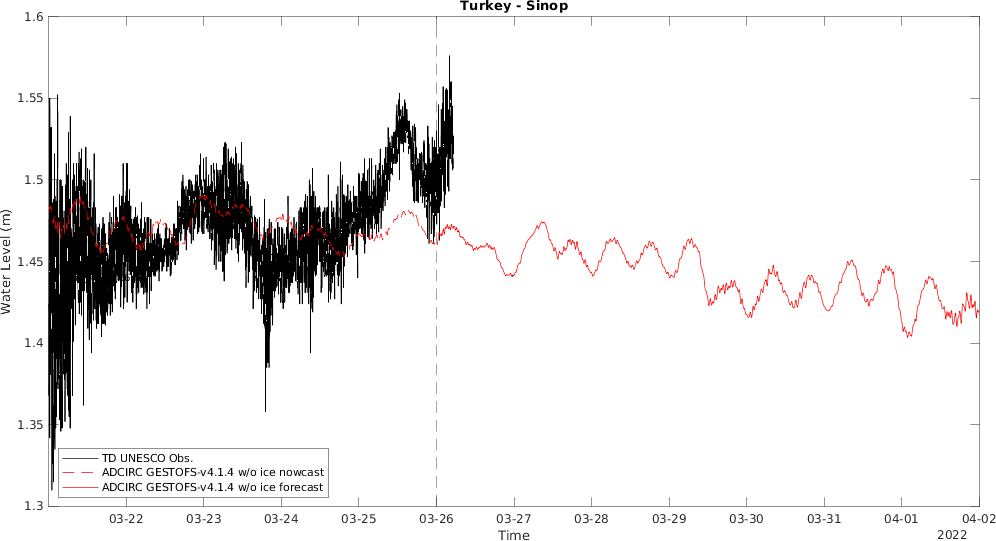 Turkey - Sinop
1.6
1.55
1.5
1.45
1.4
1.35
1.3
Water Level (m)
TD UNESCO Obs.
ADCIRC GESTOFS-v4.1.4 w/o ice nowcast
ADCIRC GESTOFS-v4.1.4 w/o ice forecast
03-22 03-23 03-24 03-25 03-26 03-27 03-28 03-29 03-30 03-31 04-01 04-02
Time
2022